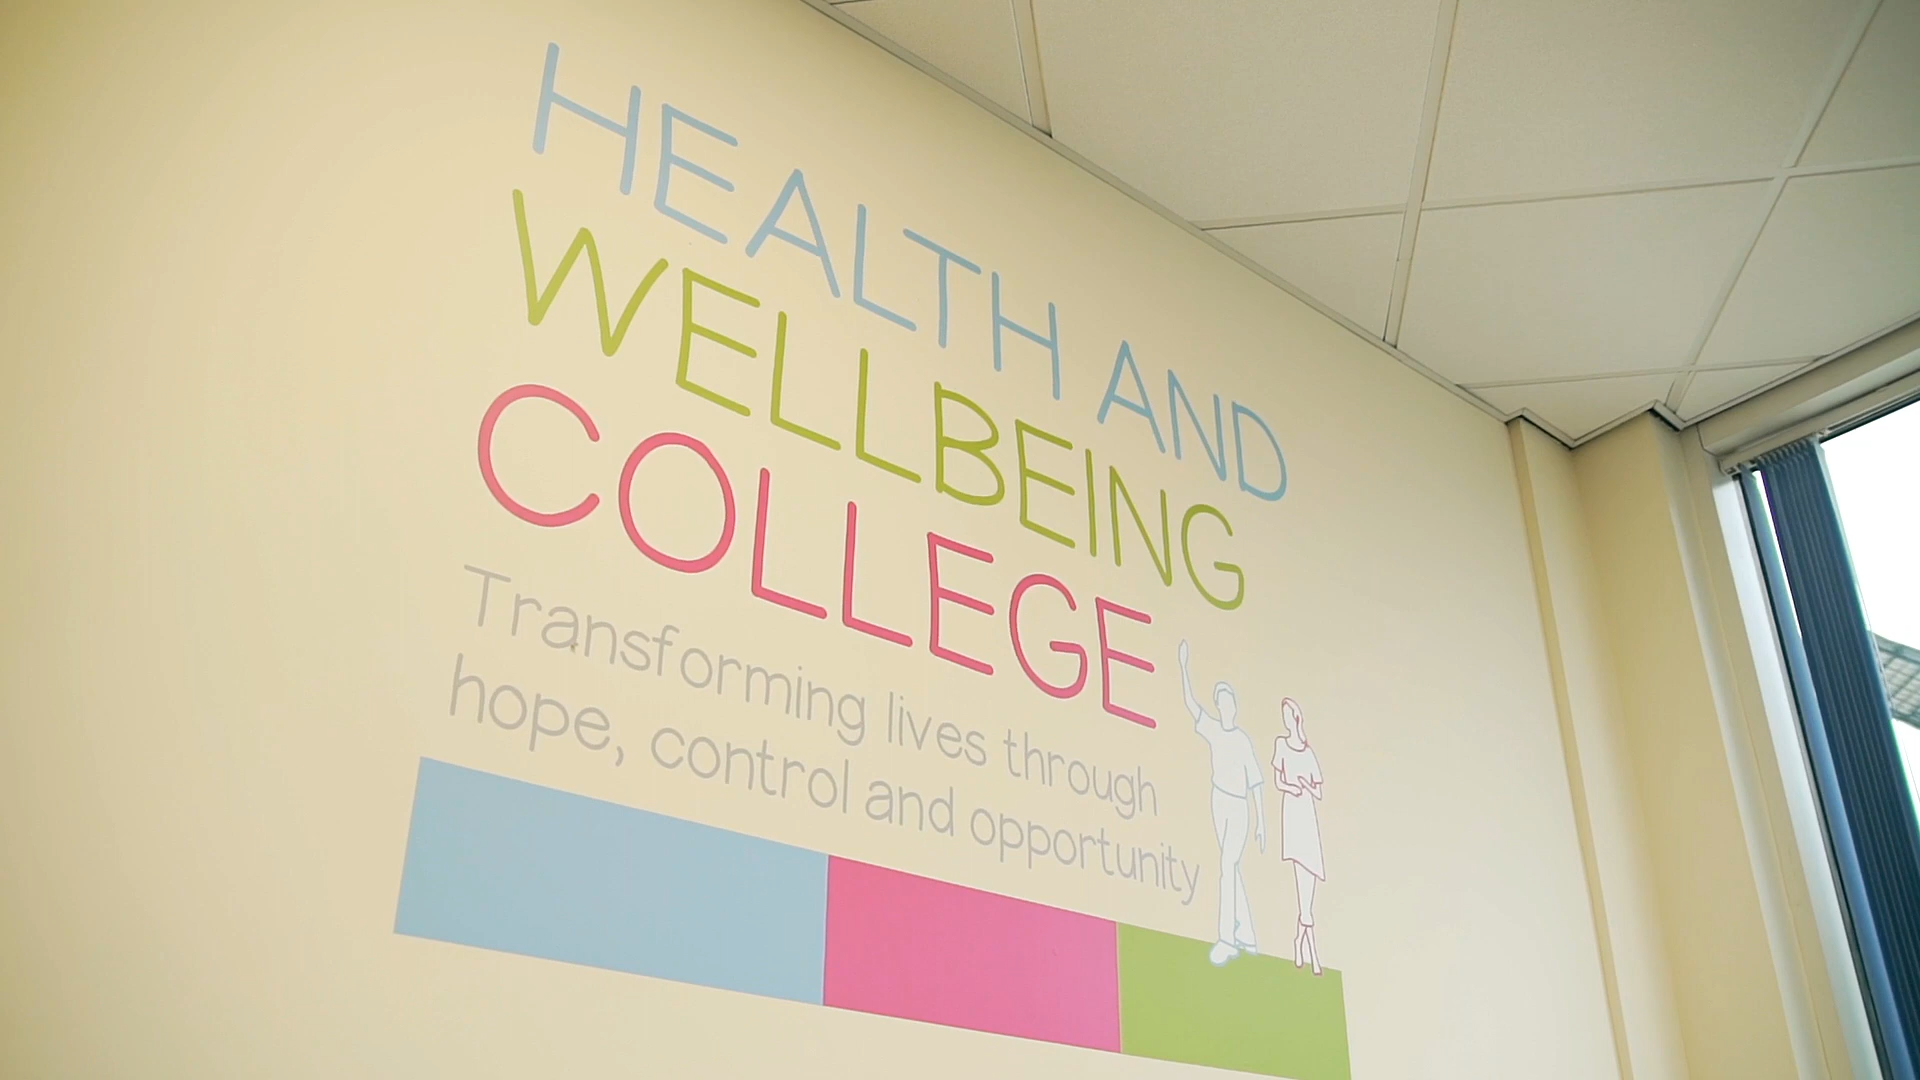 HEALTH AND
WELLBEING
COLLEGE
Transforming lives through
hope, control and opportunity